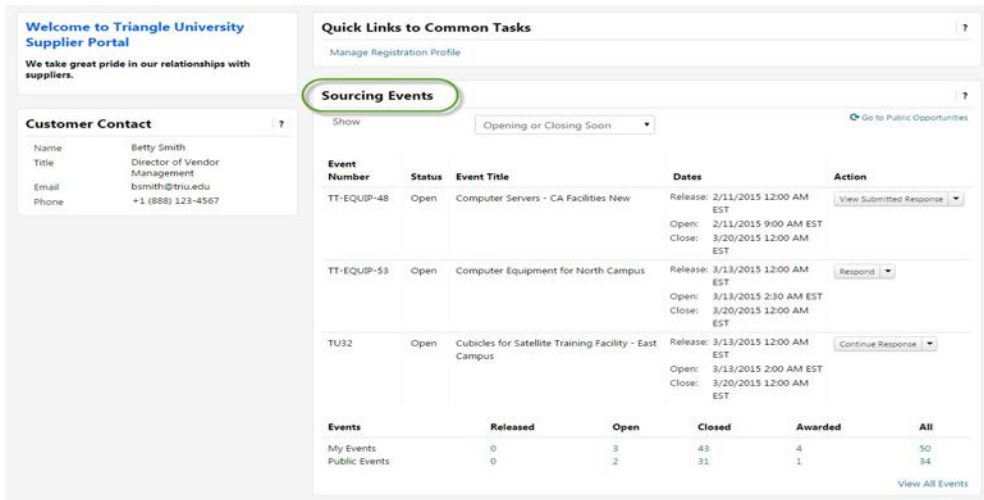 Welcome to Triangle University
Supplier Portal
We take great pride in our relationships with
suppliers.
Customer Contact ?
Name Betty Smith
Title Director of Vendor
Management
Email bsmith@triu.edu
Phone +1 (888) 123-4567
Quick Links to Common Tasks ?
Manage Registration Profile
Sourcing Events ?
Show Opening or Closing Soon Go to Public Opportunities
Event
Number Status Event Title Dates Action
TT-EQUIP-48 Open Computer Servers - CA Facilities New Release: 2/11/2015 12:00 AM View Submitted Response
EST
Open: 2/11/2015 9:00 AM EST
Close: 3/20/2015 12:00 AM
EST
TT-EQUIP-53 Open Computer Equipment for North Campus Release: 3/13/2015 12:00 AM Respond
EST
Open: 3/13/2015 2:30 AM EST
Close: 3/20/2015 12:00 AM
EST
TU32 Open Cubicles for Satellite Training Facility - East Release: 3/13/2015 12:00 AM Continue Response
Campus EST
Open: 3/13/2015 2:00 AM EST
Close: 3/20/2015 12:00 AM
EST
Events Released Open Closed Awarded All
My Events 0 3 43 4 50
Public Events 0 2 31 1 34
View All Events